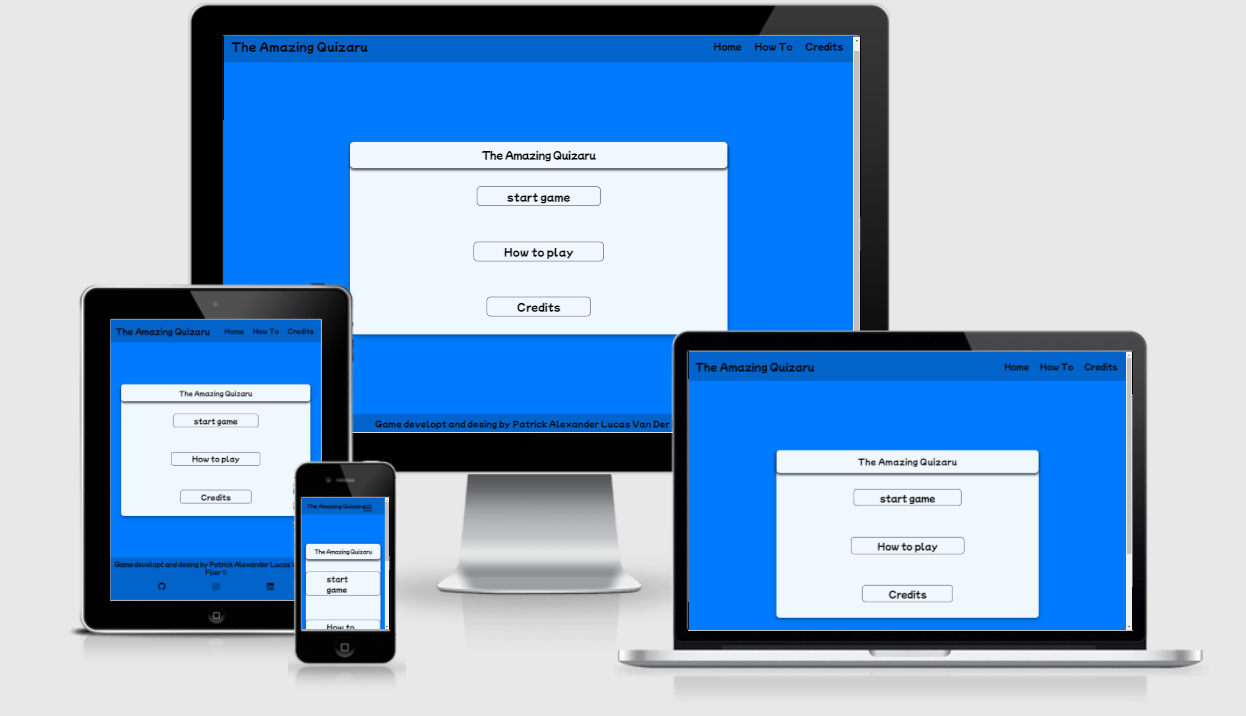 The Amazing Quizaru
Home How To Credits
The Amazing Quizaru
start game
How to play
Credits
Game developt and desing by Patrick Alexander Lucas Van Der
The Amazing Quizaru Home How To Credits
The Amazing Quizaru
start game
How to play
Credits
Game developt and desing by Patrick Alexander Lucas
Flier ©
The Amazing Quizaru
The Amazing Quizaru
start
game
How to
The Amazing Quizaru
Home How To Credits
The Amazing Quizaru
start game
How to play
Credits